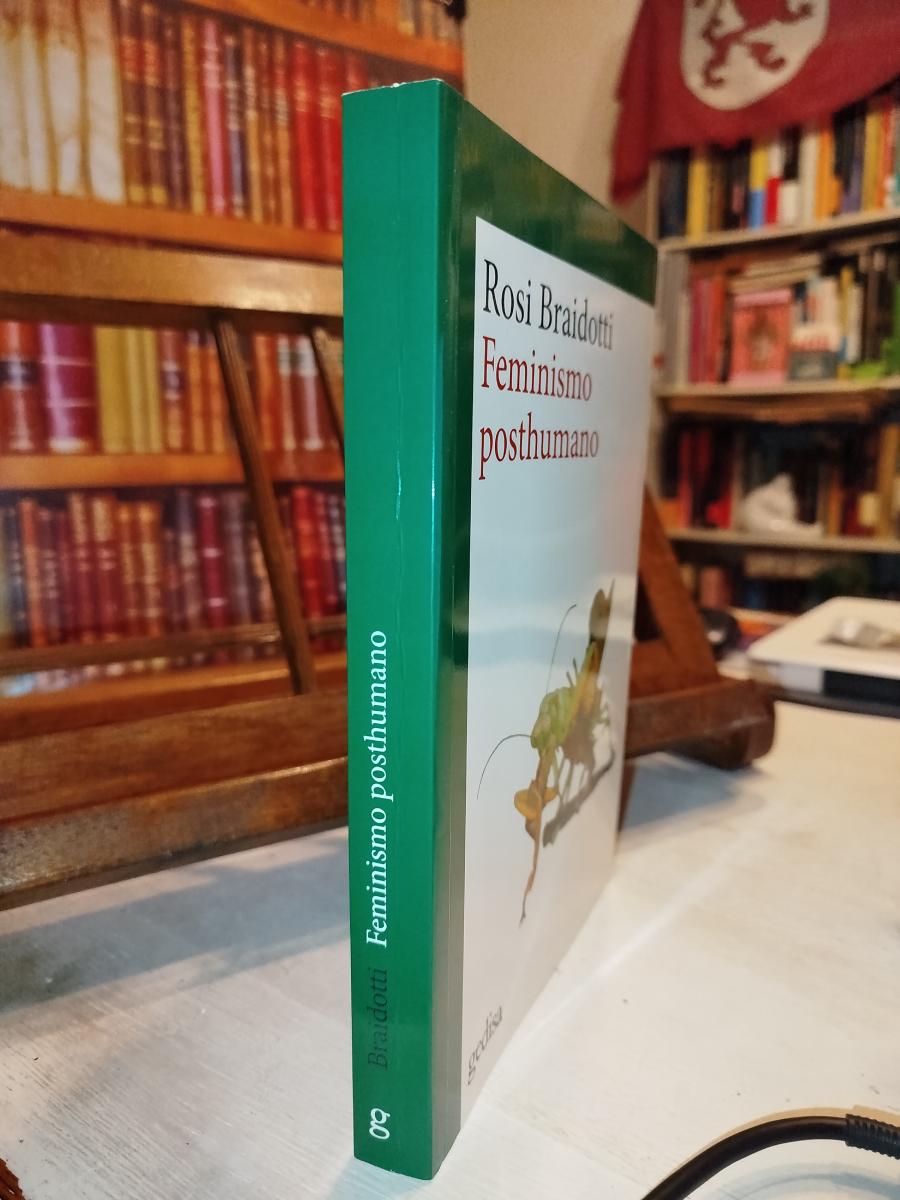 Rosi Braidotti
Feminismo
posthumano
gedisa
Braidotti Feminismo posthumano